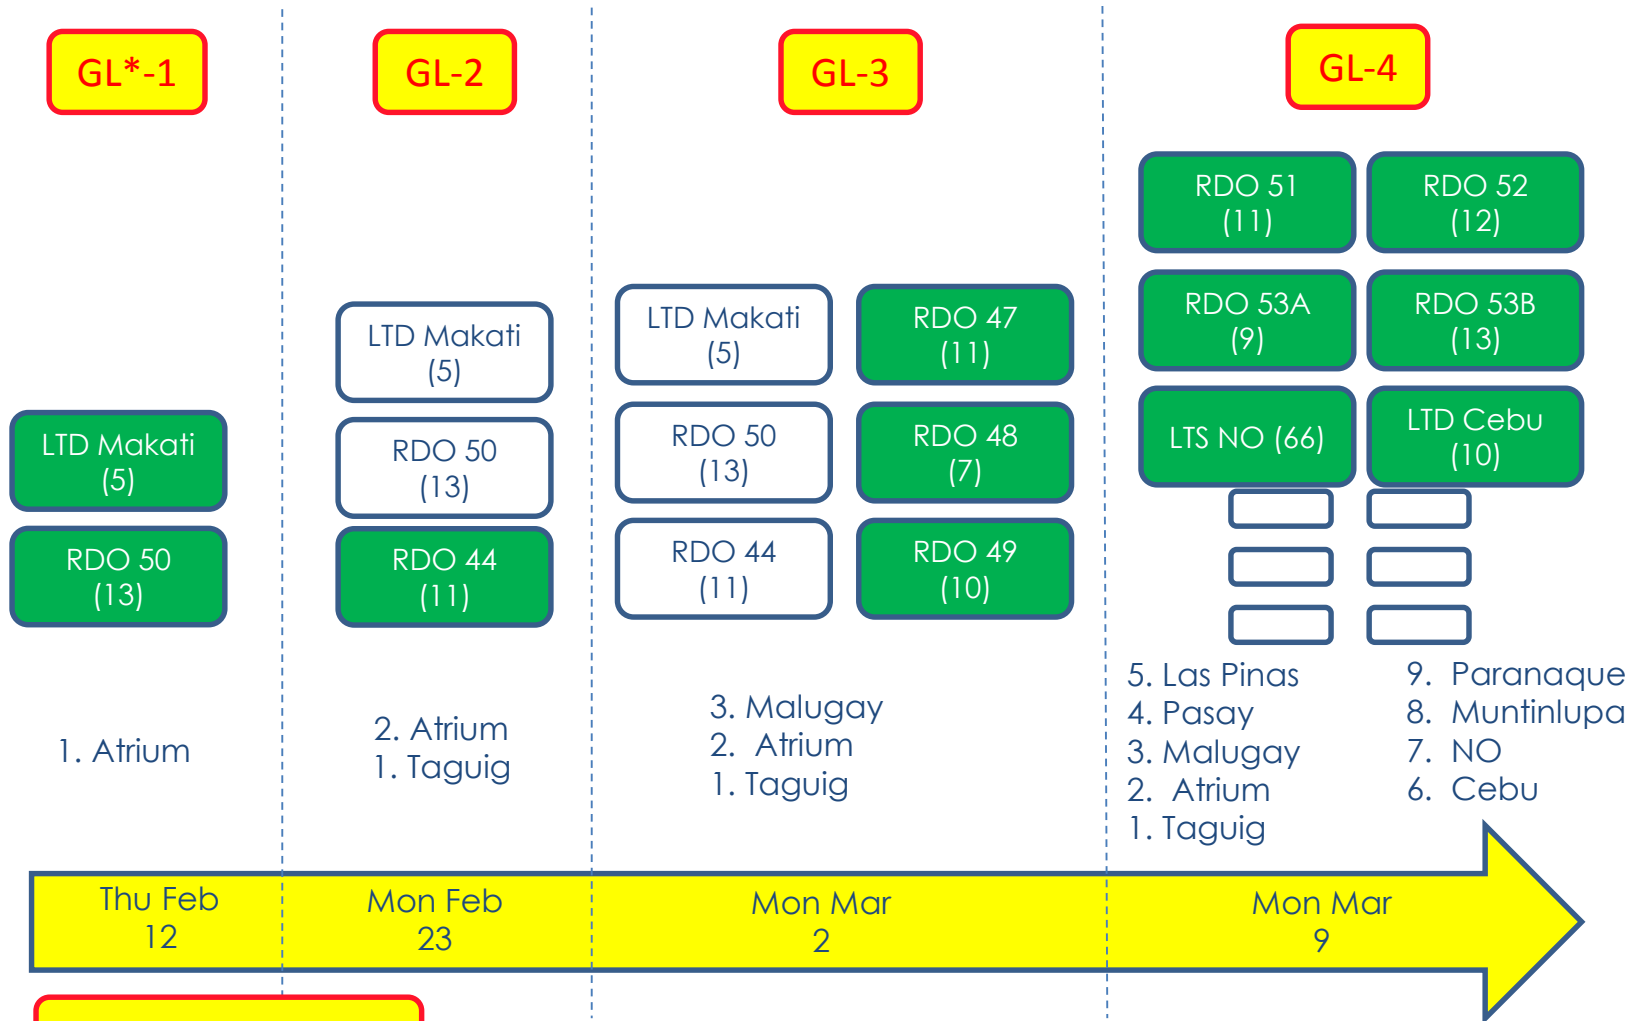 GL*-1
GL-2
GL-3
GL-4
LTD Makati
(5)
RDO 50
(13)
1. Atrium
LTD Makati
(5)
RDO 50
(13)
RDO 44
(11)
2. Atrium
1. Taguig
LTD Makati
(5)
RDO 50
(13)
RDO 44
(11)
RDO 47
(11)
RDO 48
(7)
RDO 49
(10)
3. Malugay
2. Atrium
1. Taguig
RDO 51
(11)
RDO 52
(12)
RDO 53A
(9)
RDO 53B
(13)
LTS NO (66)
LTD Cebu
(10)
5. Las Pinas
4. Pasay
3. Malugay
2. Atrium
1. Taguig
9. Paranaque
8. Muntinlupa
7. NO
6. Cebu
Thu Feb
12
Mon Feb
23
Mon Mar
2
Mon Mar
9